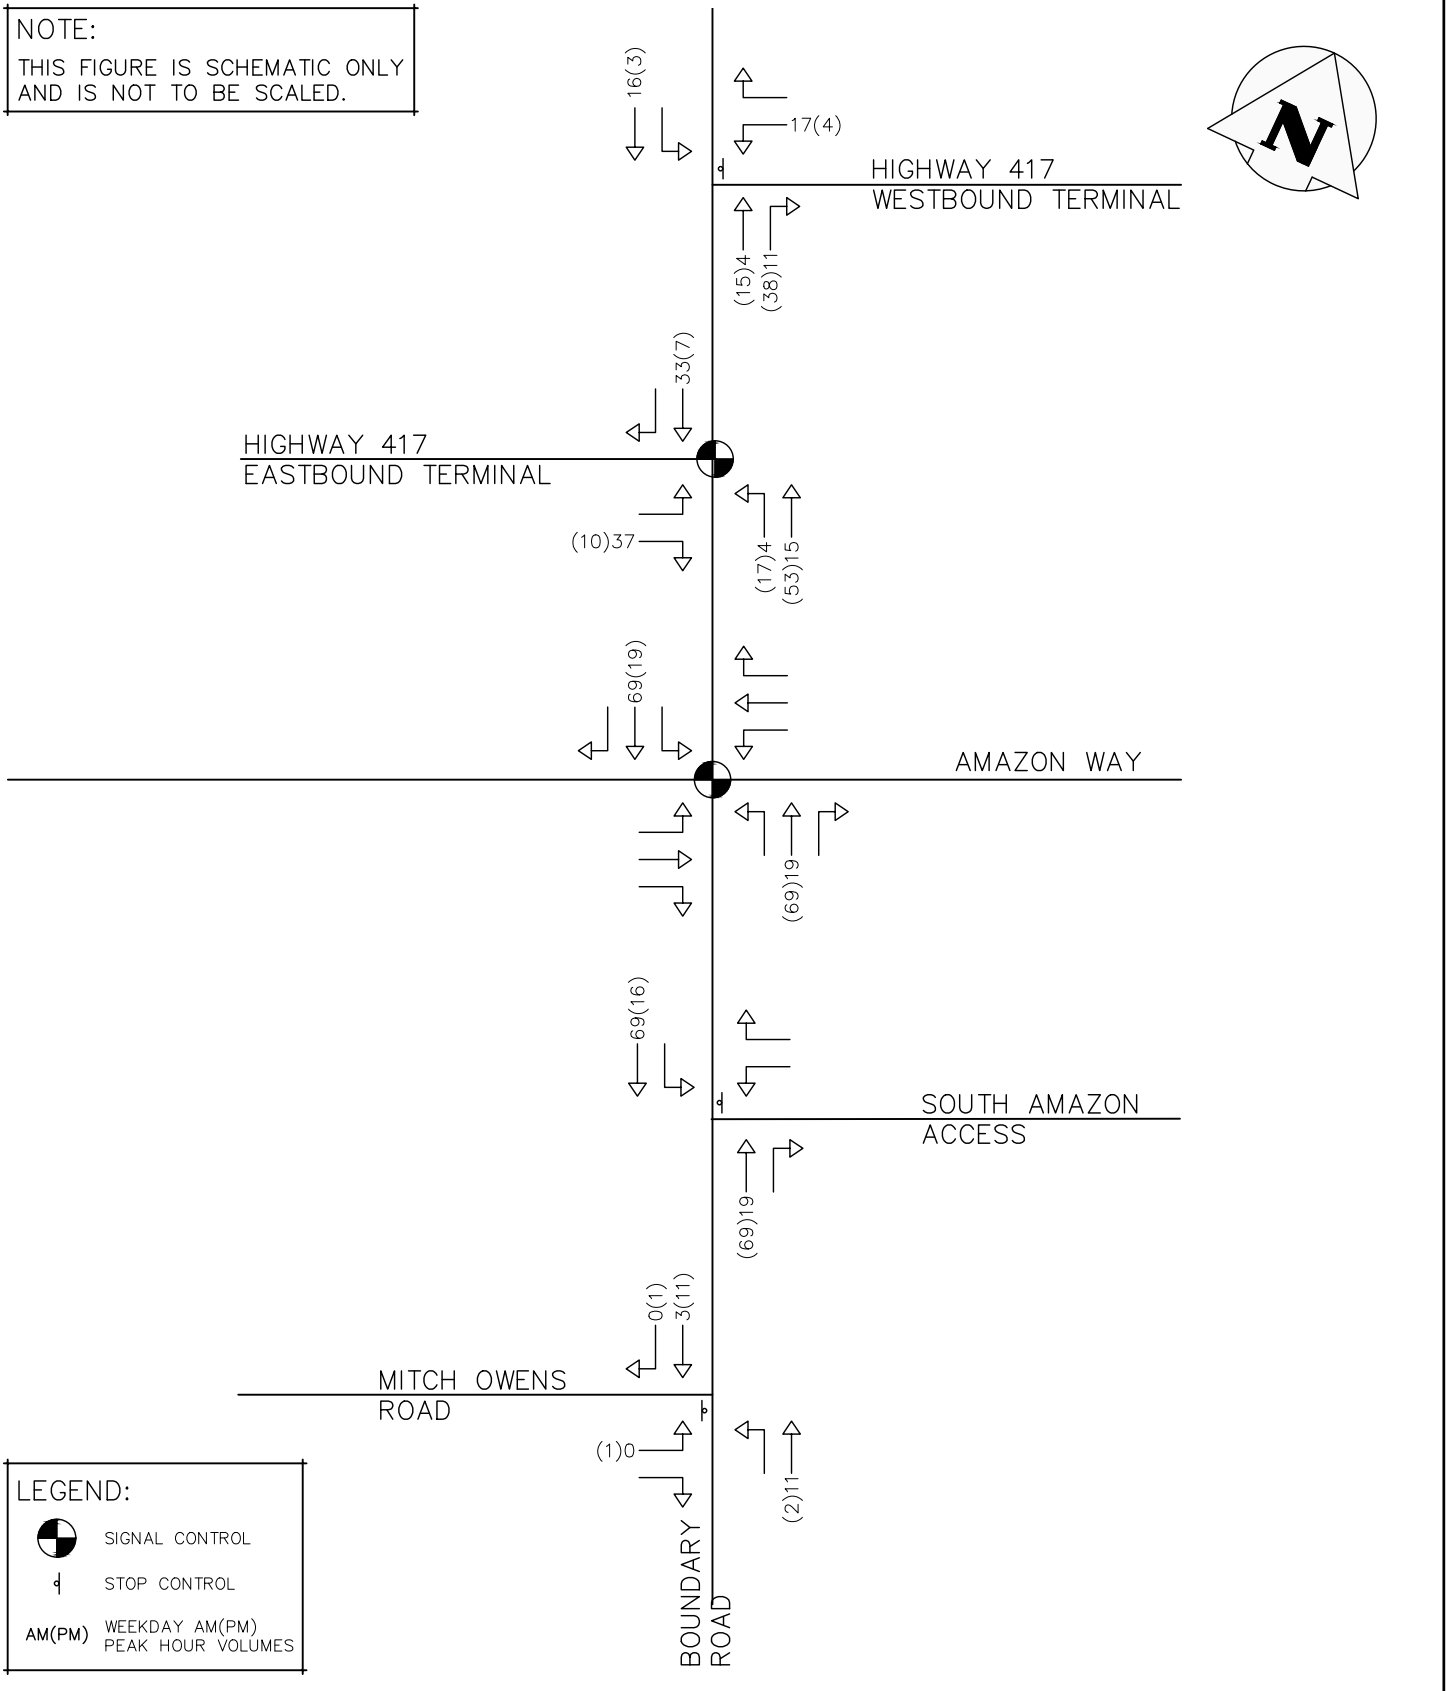 NOTE:
THIS FIGURE IS SCHEMATIC ONLY
AND IS NOT TO BE SCALED.
N
16(3)
17(4)
HIGHWAY 417
WESTBOUND TERMINAL
(15)4
(38)11
33(7)
HIGHWAY 417
EASTBOUND TERMINAL
(10)37
(17)4
(53)15
69(19)
AMAZON WAY
(69)19
69(16)
SOUTH AMAZON
ACCESS
(69)19
0(1)
3(11)
MITCH OWENS
ROAD
(1)0
(2)11
BOUNDARY
ROAD
LEGEND:
SIGNAL CONTROL
STOP CONTROL
AM(PM) WEEKDAY AM(PM)
PEAK HOUR VOLUMES